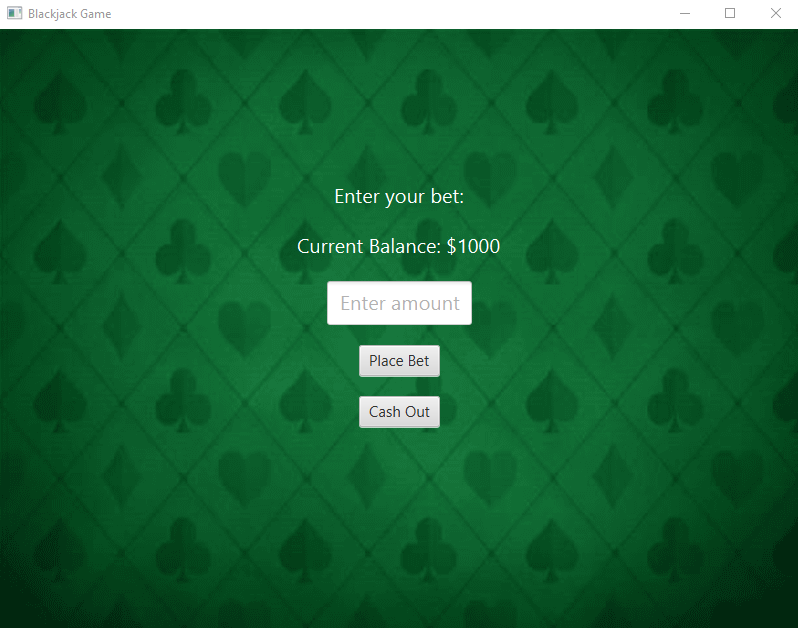 Blackjack Game
Enter your bet:
Current Balance: $1000
Enter amount
Place Bet
Cash Out